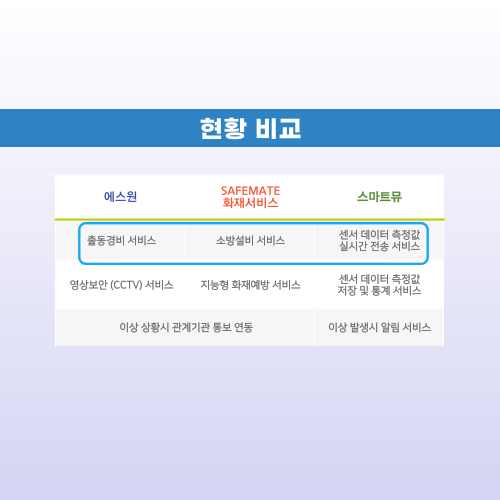 현황 비교
에스원
SAFEMATE
화재서비스
스마트뮤
출동경비 서비스
소방설비 서비스
센서 데이터 측정값
실시간 전송 서비스
영상보안 (CCTV) 서비스
지능형 화재예방 서비스
센서 데이터 측정값
저장 및 통계 서비스
이상 상황시 관계기관 통보 연동
이상 발생시 알림 서비스